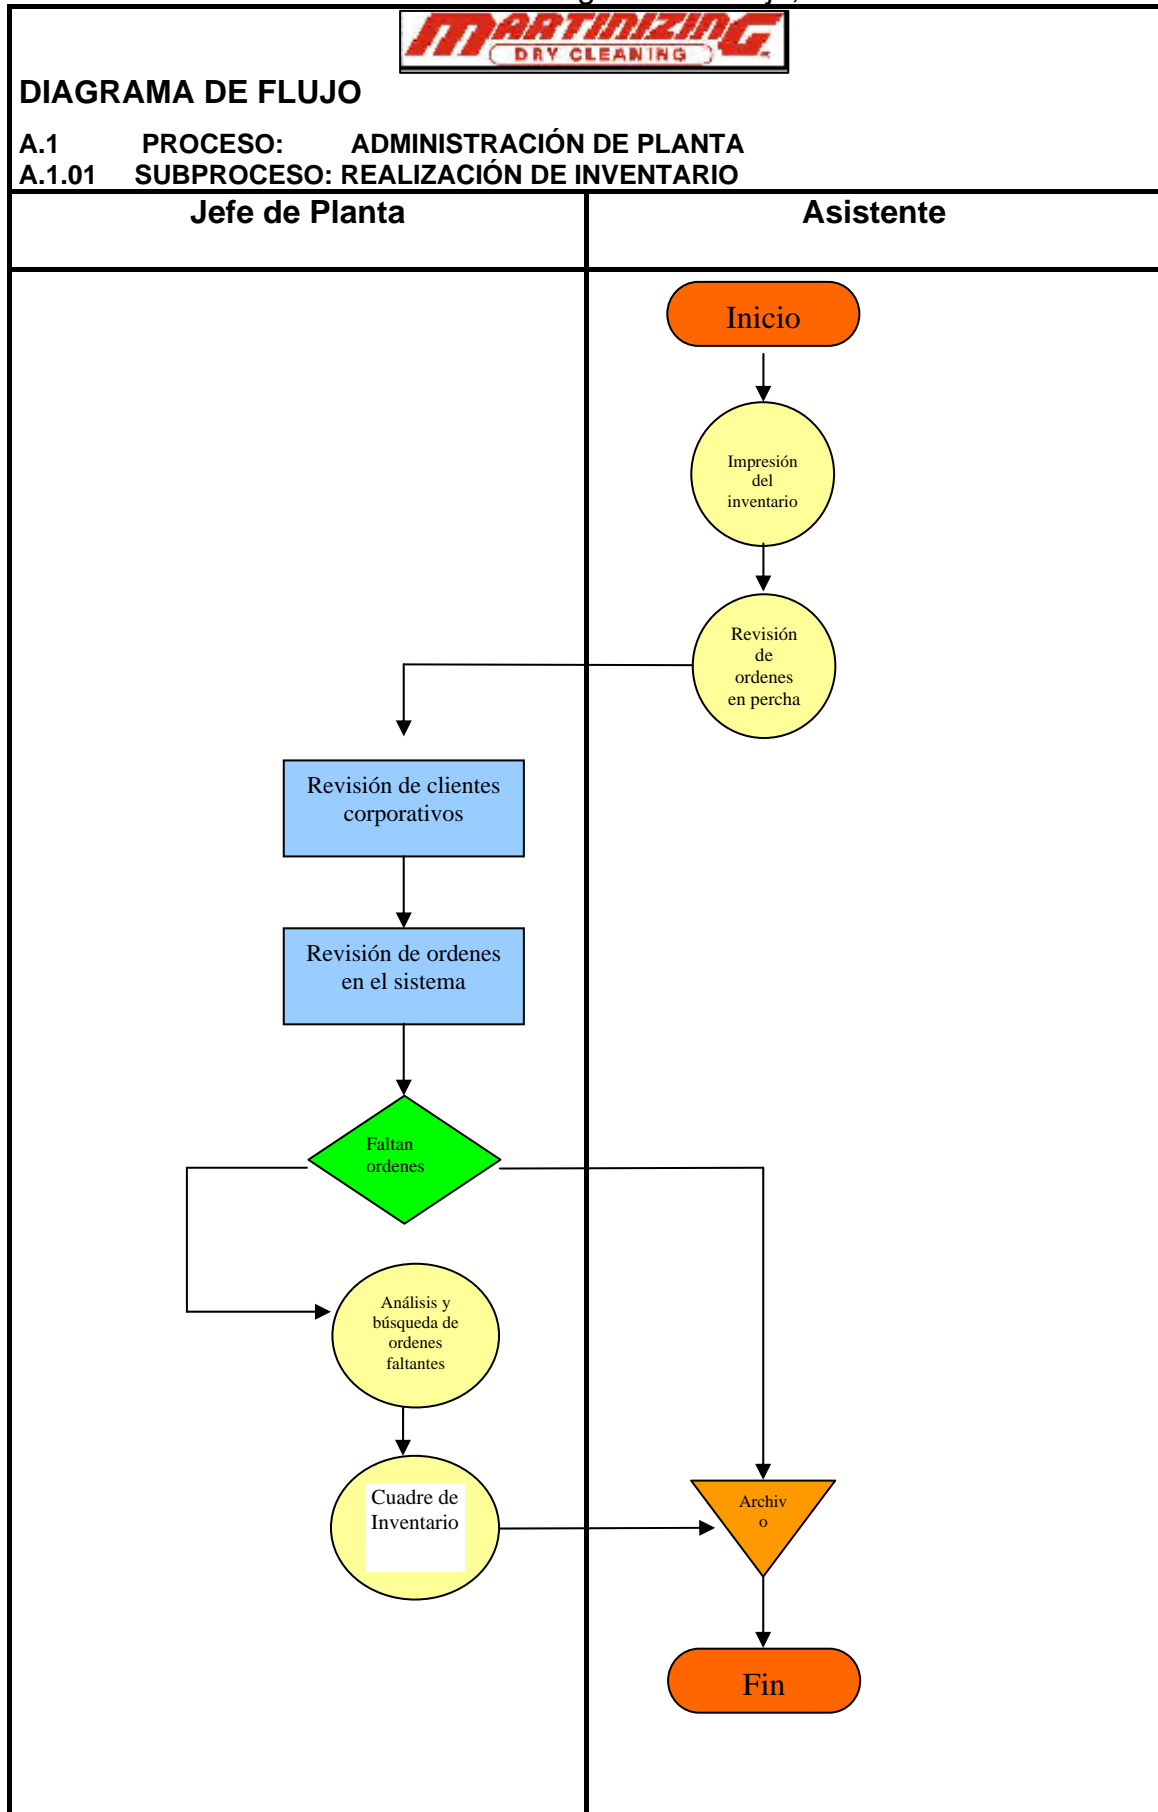 MARTINIZING
DRY CLEANING
DIAGRAMA DE FLUJO
A.1 PROCESO: ADMINISTRACIÓN DE PLANTA
A.1.01 SUBPROCESO: REALIZACIÓN DE INVENTARIO
Jefe de Planta
Asistente
Inicio
Impresión
del
inventario
Revisión
de
ordenes
en percha
Revisión de clientes
corporativos
Revisión de ordenes
en el sistema
Faltan
ordenes
Análisis y
búsqueda de
ordenes
faltantes
Cuadre de
Inventario
Archiv
o
Fin